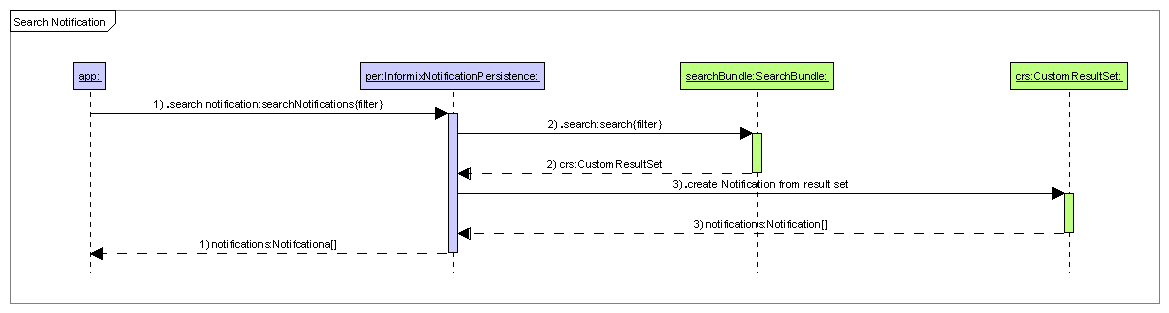 Search Notification
app:
per:InformixNotificationPersistence:
searchBundle:SearchBundle:
crs:CustomResultSet:
1) .search notification:searchNotifications{filter}
2) .search:search{filter}
2) crs:CustomResultSet
3) .create Notification from result set
3) notifications:Notification[]
1) notifications:Notifcationa[]